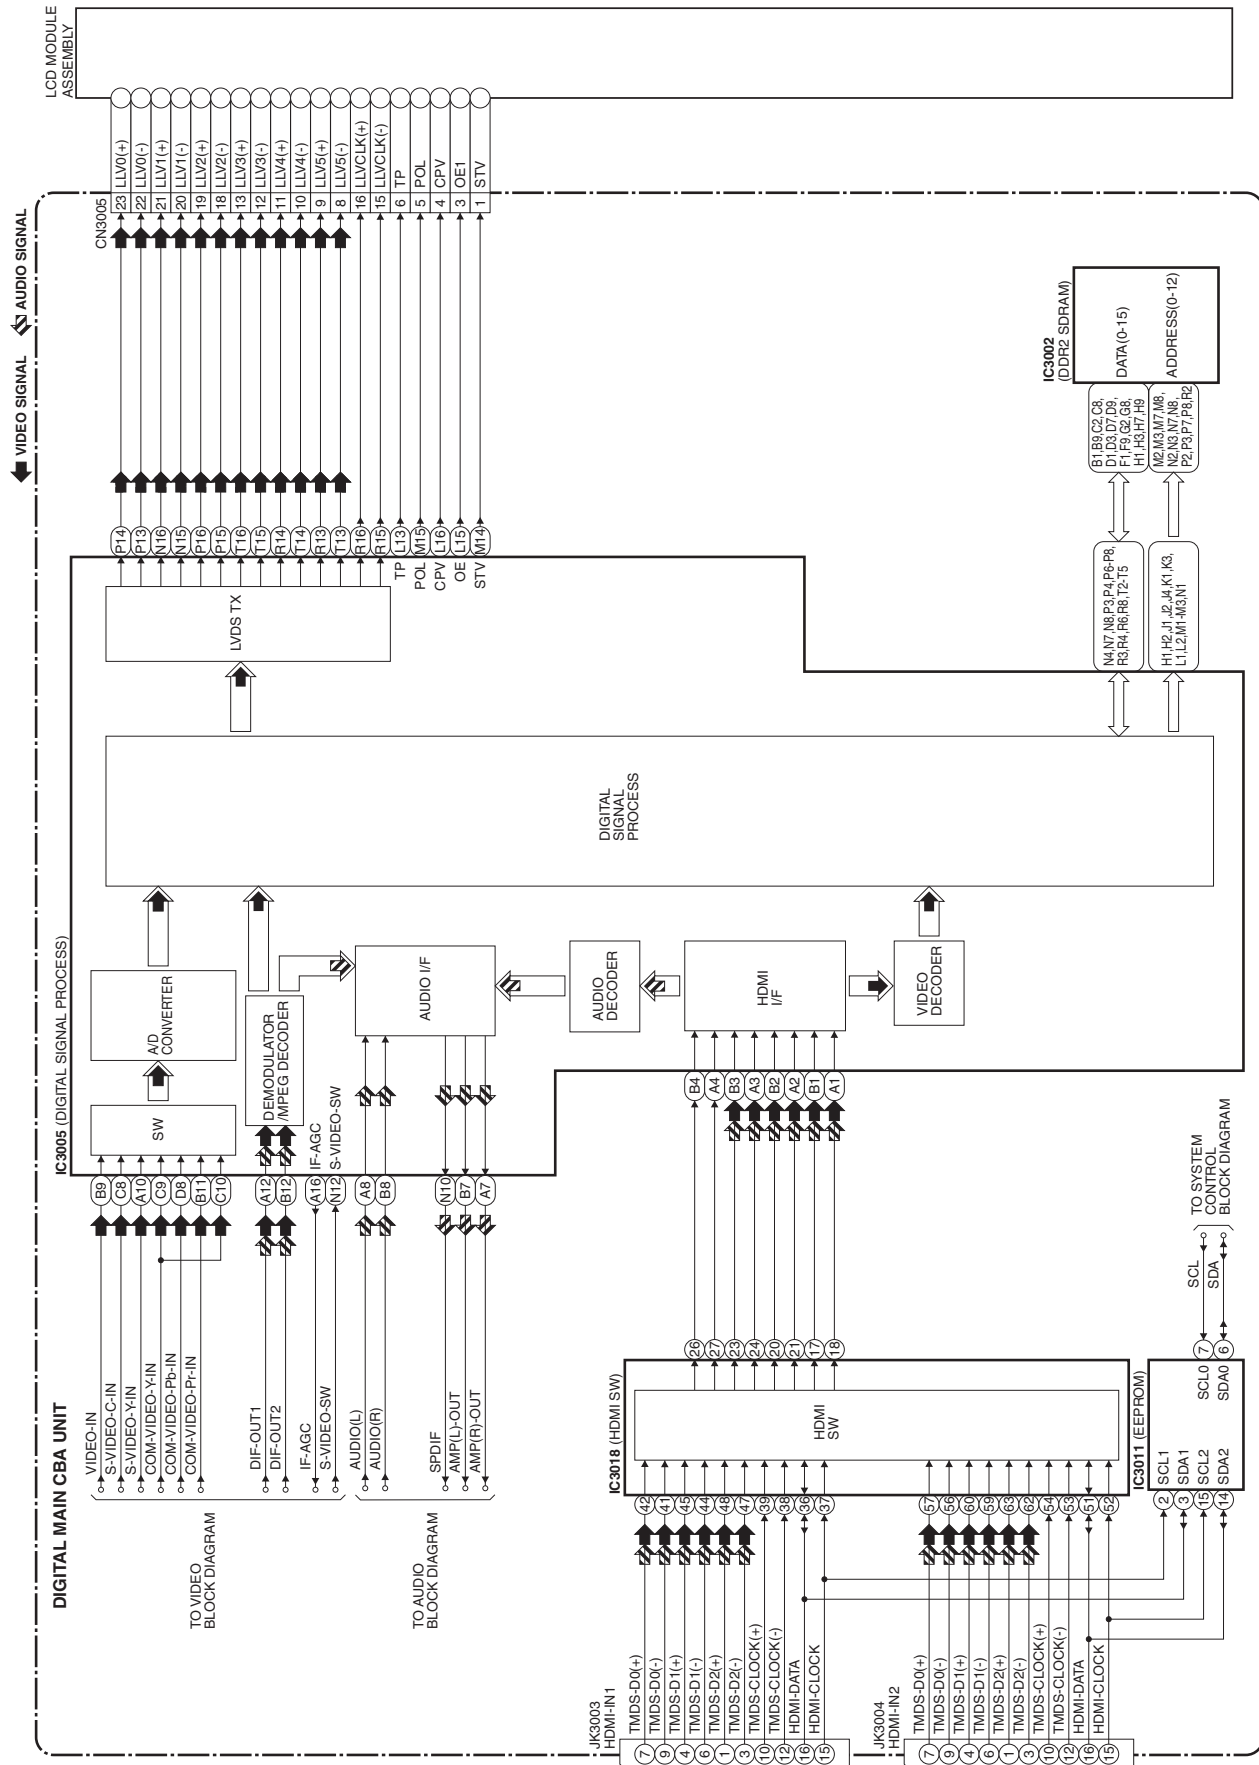 VIDEO SIGNAL
AUDIO SIGNAL
DIGITAL MAIN CBA UNIT
TO VIDEO
BLOCK DIAGRAM
VIDEO-IN
S-VIDEO-C-IN
S-VIDEO-Y-IN
COM-VIDEO-Y-IN
COM-VIDEO-Pb-IN
COM-VIDEO-Pr-IN
DIF-OUT1
DIF-OUT2
IF-AGC
S-VIDEO-SW
TO AUDIO
BLOCK DIAGRAM
AUDIO(L)
AUDIO(R)
SPDIF
AMP(L)-OUT
AMP(R)-OUT
IC3005 (DIGITAL SIGNAL PROCESS)
B9
C8
A10
C9
D8
B11
C10
A12
B12
A16 IF-AGC
N12 S-VIDEO-SW
A8
B8
N10
B7
A7
SW
A/D
CONVERTER
DEMODULATOR
/MPEG DECODER
AUDIO I/F
AUDIO
DECODER
HDMI
I/F
VIDEO
DECODER
DIGITAL
SIGNAL
PROCESS
LVDS TX
P14
P13
N16
N15
P16
P15
T16
T15
R14
T14
R13
T13
R16
R15
TP L13
POL M15
CPV L16
OE L15
STV M14
CN3005
23 LLV0(+)
22 LLV0(-)
21 LLV1(+)
20 LLV1(-)
19 LLV2(+)
18 LLV2(-)
13 LLV3(+)
12 LLV3(-)
11 LLV4(+)
10 LLV4(-)
9 LLV5(+)
8 LLV5(-)
16 LLVCLK(+)
15 LLVCLK(-)
6 TP
5 POL
4 CPV
3 OE1
1 STV
LCD MODULE
ASSEMBLY
B4
A4
B3
A3
B2
A2
B1
A1
26
27
23
24
20
21
17
18
IC3018 (HDMI SW)
HDMI
SW
42
41
45
44
48
47
39
38
36
37
57
56
60
59
63
62
54
53
51
52
JK3003
HDMI-IN1
7 TMDS-D0(+)
9 TMDS-D0(-)
4 TMDS-D1(+)
6 TMDS-D1(-)
1 TMDS-D2(+)
3 TMDS-D2(-)
10 TMDS-CLOCK(+)
12 TMDS-CLOCK(-)
16 HDMI-DATA
15 HDMI-CLOCK
JK3004
HDMI-IN2
7 TMDS-D0(+)
9 TMDS-D0(-)
4 TMDS-D1(+)
6 TMDS-D1(-)
1 TMDS-D2(+)
3 TMDS-D2(-)
10 TMDS-CLOCK(+)
12 TMDS-CLOCK(-)
16 HDMI-DATA
15 HDMI-CLOCK
IC3011 (EEPROM)
2 SCL1
3 SDA1
15 SCL2
14 SDA2
SCL0 7
SDA0 6
SCL
SDA
TO SYSTEM
CONTROL
BLOCK DIAGRAM
N4,N7,N8,P3,P4,P6-P8,
R3,R4,R6,R8,T2-T5
H1,H2,J1,J2,J4,K1,K3,
L1,L2,M1-M3,N1
B1,B9,C2,C8,
D1,D3,D7,D9,
F1,F9,G2,G8,
H1,H3,H7,H9
M2,M3,M7,M8,
N2,N3,N7,N8,
P2,P3,P7,P8,R2
IC3002
(DDR2 SDRAM)
DATA(0-15)
ADDRESS(0-12)